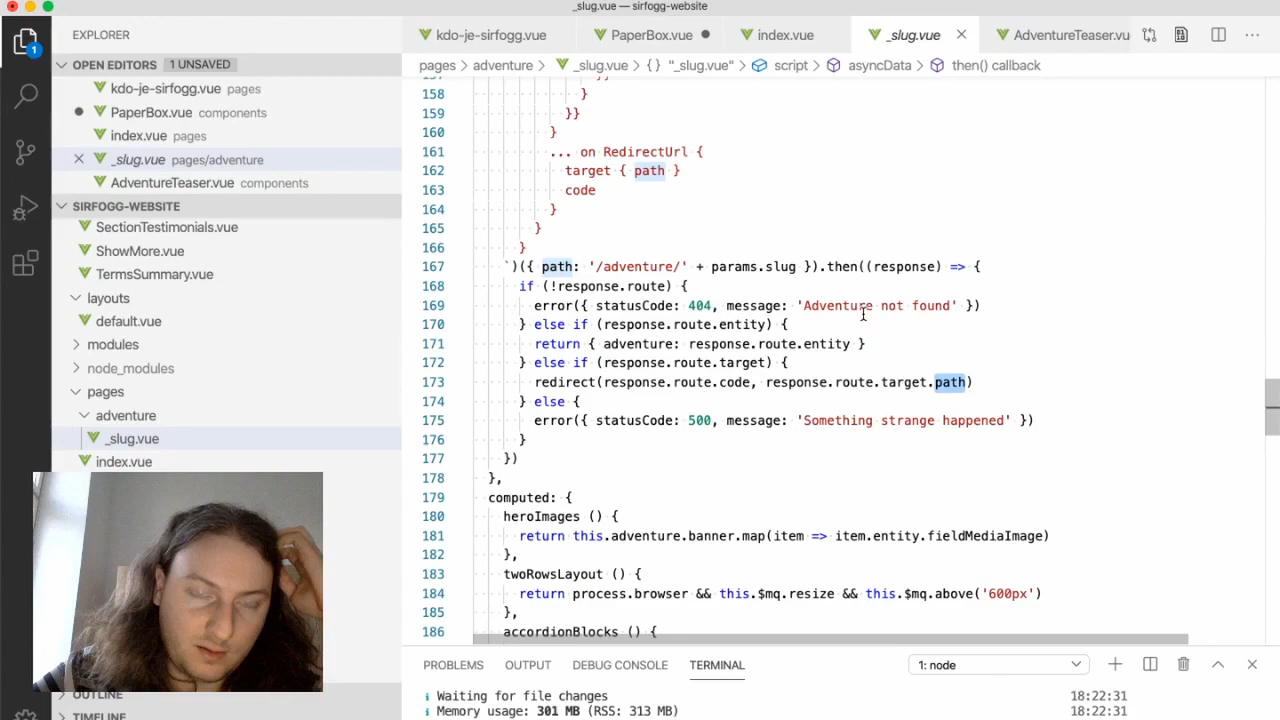 _slug.vue — sirfogg-website
EXPLORER
kdo-je-sirfogg.vue
PaperBox.vue
index.vue
_slug.vue
AdventureTeaser.vu
OPEN EDITORS 1 UNSAVED
pages adventure _slug.vue {} "_slug.vue" script asyncData then() callback
kdo-je-sirfogg.vue pages
PaperBox.vue components
index.vue pages
_slug.vue pages/adventure
AdventureTeaser.vue components
SIRFOGG-WEBSITE
SectionTestimonials.vue
ShowMore.vue
TermsSummary.vue
layouts
default.vue
modules
node_modules
pages
adventure
_slug.vue
index.vue
OUTLINE
TIMELINE
1
157 }}
158 }
159 }}
160 }
161 ... on RedirectUrl {
162 target { path }
163 code
164 }
165 }
166 }
167 `)({ path: '/adventure/' + params.slug }).then((response) => {
168 if (!response.route) {
169 error({ statusCode: 404, message: 'Adventure not found' })
170 } else if (response.route.entity) {
171 return { adventure: response.route.entity }
172 } else if (response.route.target) {
173 redirect(response.route.code, response.route.target.path)
174 } else {
175 error({ statusCode: 500, message: 'Something strange happened' })
176 }
177 })
178 },
179 computed: {
180 heroImages () {
181 return this.adventure.banner.map(item => item.entity.fieldMediaImage)
182 },
183 twoRowsLayout () {
184 return process.browser && this.$mq.resize && this.$mq.above('600px')
185 },
186 accordionBlocks () {
PROBLEMS OUTPUT DEBUG CONSOLE TERMINAL 1: node
i Waiting for file changes 18:22:31
i Memory usage: 301 MB (RSS: 313 MB) 18:22:31